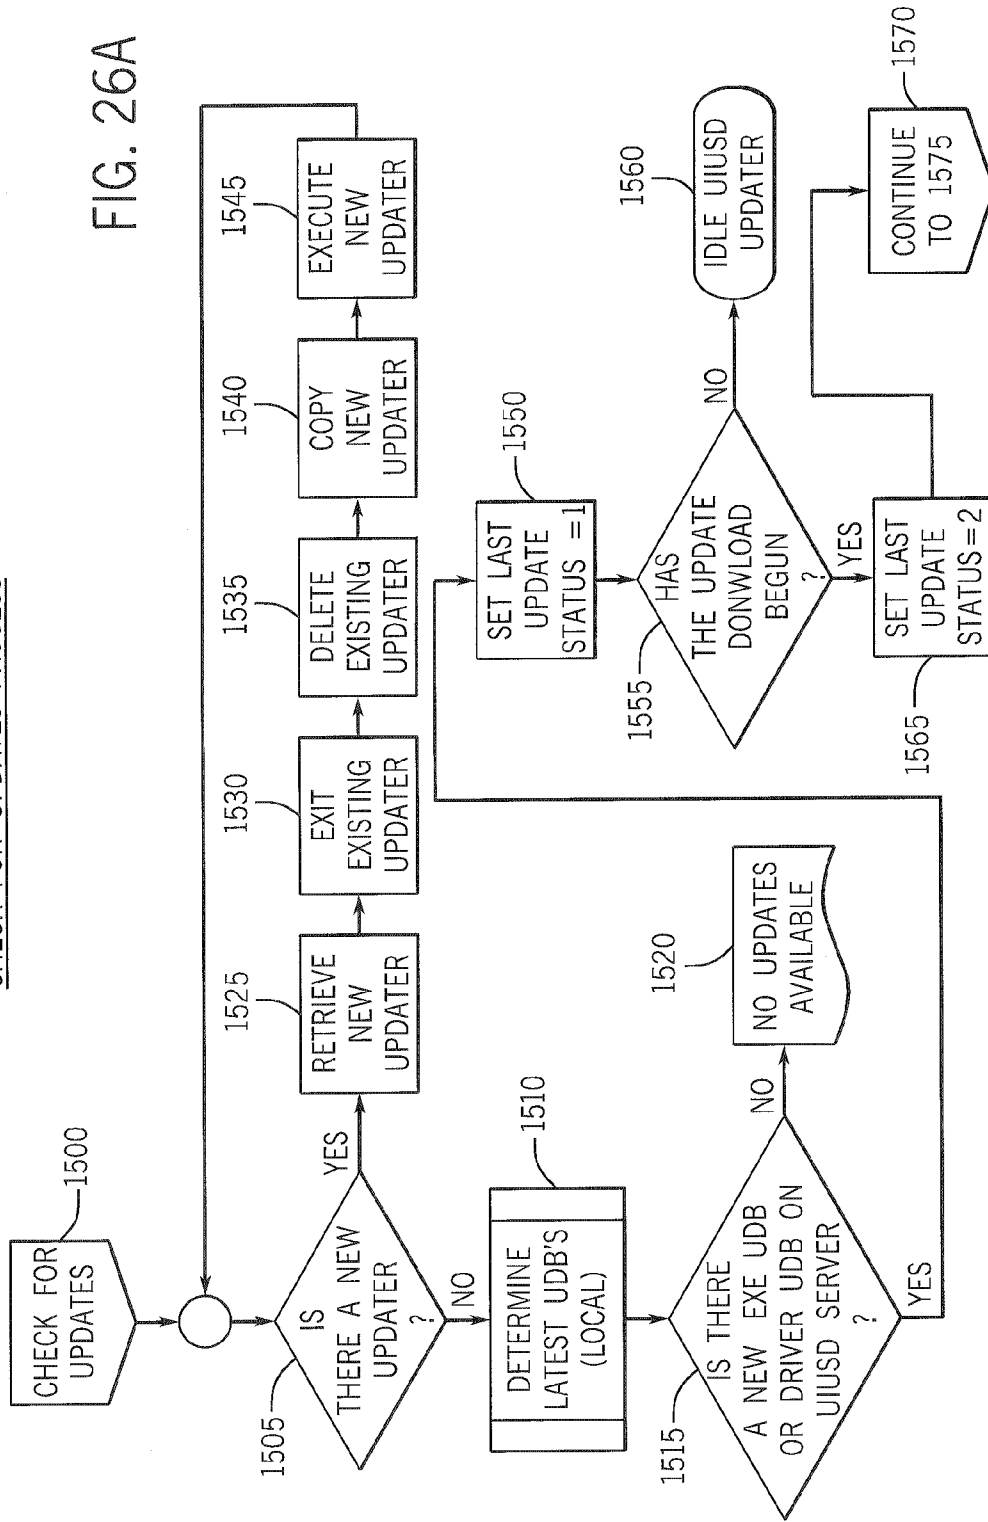 FIG. 26A
CHECK FOR
UPDATES
1500
IS
THERE A NEW
UPDATER
?
1505
YES
NO
RETRIEVE
NEW
UPDATER
1525
EXIT
EXISTING
UPDATER
1530
DELETE
EXISTING
UPDATER
1535
COPY
NEW
UPDATER
1540
EXECUTE
NEW
UPDATER
1545
DETERMINE
LATEST UDB'S
(LOCAL)
1510
IS THERE
A NEW EXE UDB
OR DRIVER UDB ON
UIUSD SERVER
?
1515
NO
YES
NO UPDATES
AVAILABLE
1520
SET LAST
UPDATE
STATUS =1
1550
HAS
THE UPDATE
DONWLOAD
BEGUN
?
1555
NO
YES
IDLE UIUSD
UPDATER
1560
SET LAST
UPDATE
STATUS=2
1565
CONTINUE
TO 1575
1570